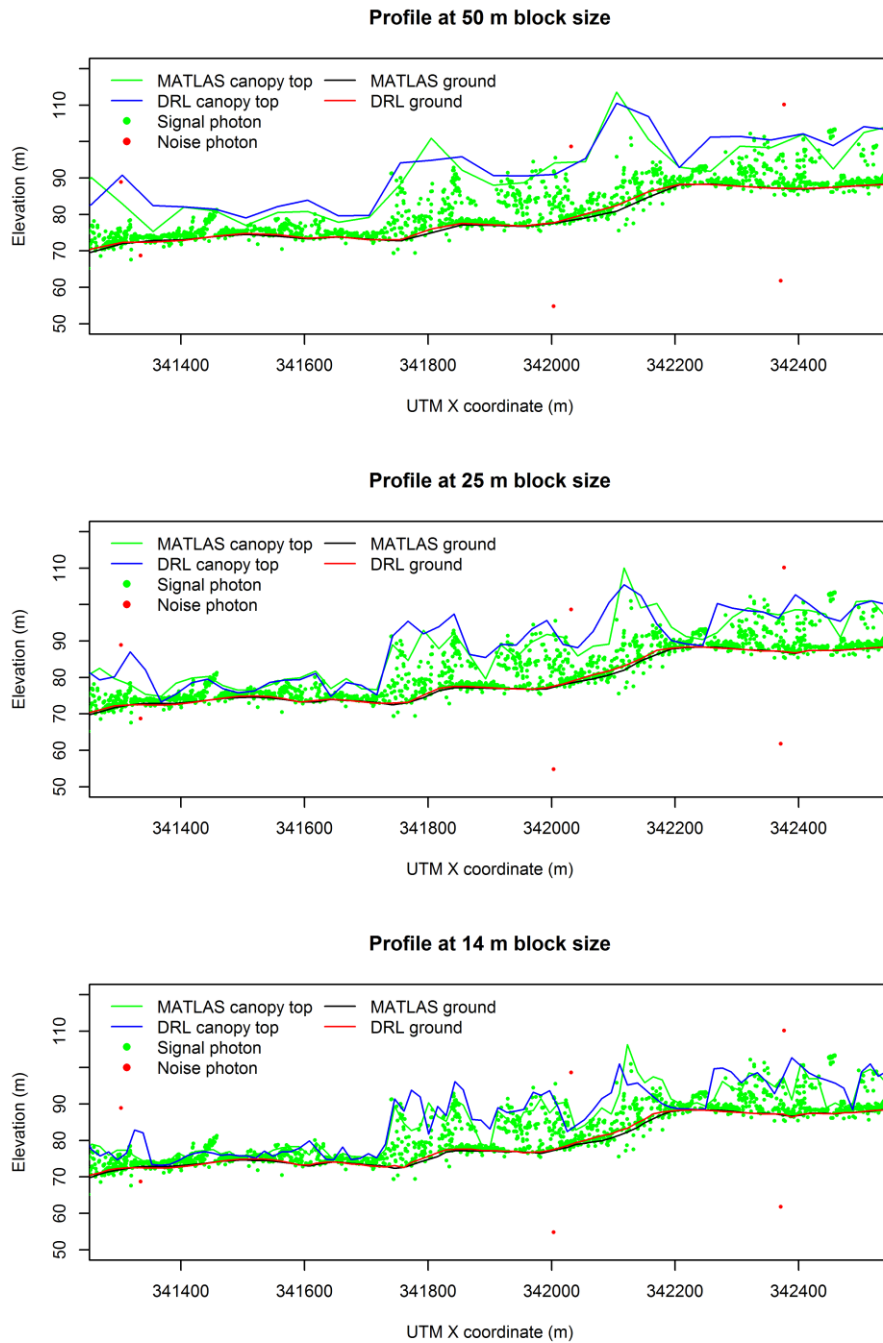 Profile at 50 m block size
MATLAS canopy top MATLAS ground
DRL canopy top DRL ground
Signal photon
Noise photon
Elevation (m)
110
90
80
70
60
50
341400 341600 341800 342000 342200 342400
UTM X coordinate (m)
Profile at 25 m block size
MATLAS canopy top MATLAS ground
DRL canopy top DRL ground
Signal photon
Noise photon
Elevation (m)
110
90
80
70
60
50
341400 341600 341800 342000 342200 342400
UTM X coordinate (m)
Profile at 14 m block size
MATLAS canopy top MATLAS ground
DRL canopy top DRL ground
Signal photon
Noise photon
Elevation (m)
110
90
80
70
60
50
341400 341600 341800 342000 342200 342400
UTM X coordinate (m)